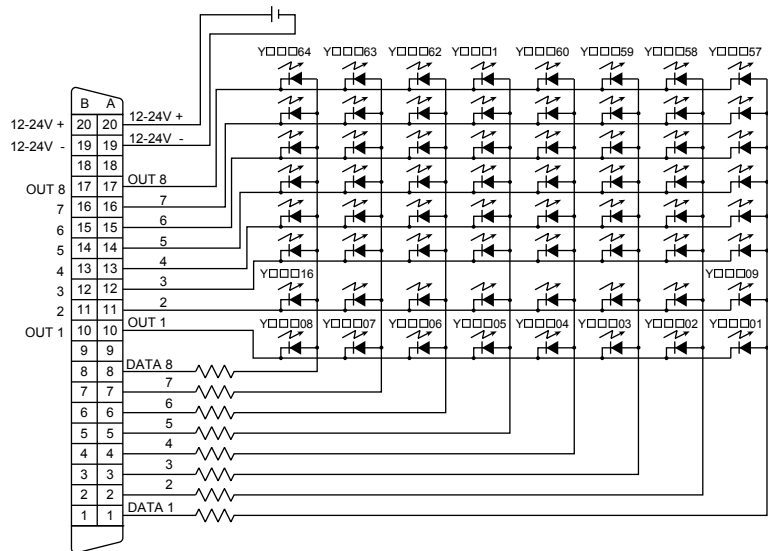 Y□□□64 Y□□□63 Y□□□62 Y□□□1 Y□□□60 Y□□□59 Y□□□58 Y□□□57
B A
12-24V + 20 20 12-24V +
12-24V - 19 19 12-24V -
18 18
OUT 8 17 17 OUT 8
7 16 16 7
6 15 15 6
5 14 14 5
4 13 13 4
3 12 12 3
2 11 11 2
OUT 1 10 10 OUT 1
Y□□□16 Y□□□09
Y□□□08 Y□□□07 Y□□□06 Y□□□05 Y□□□04 Y□□□03 Y□□□02 Y□□□01
9 9
8 8 DATA 8
7 7 7
6 6 6
5 5 5
4 4 4
3 3 3
2 2 2
1 1 DATA 1